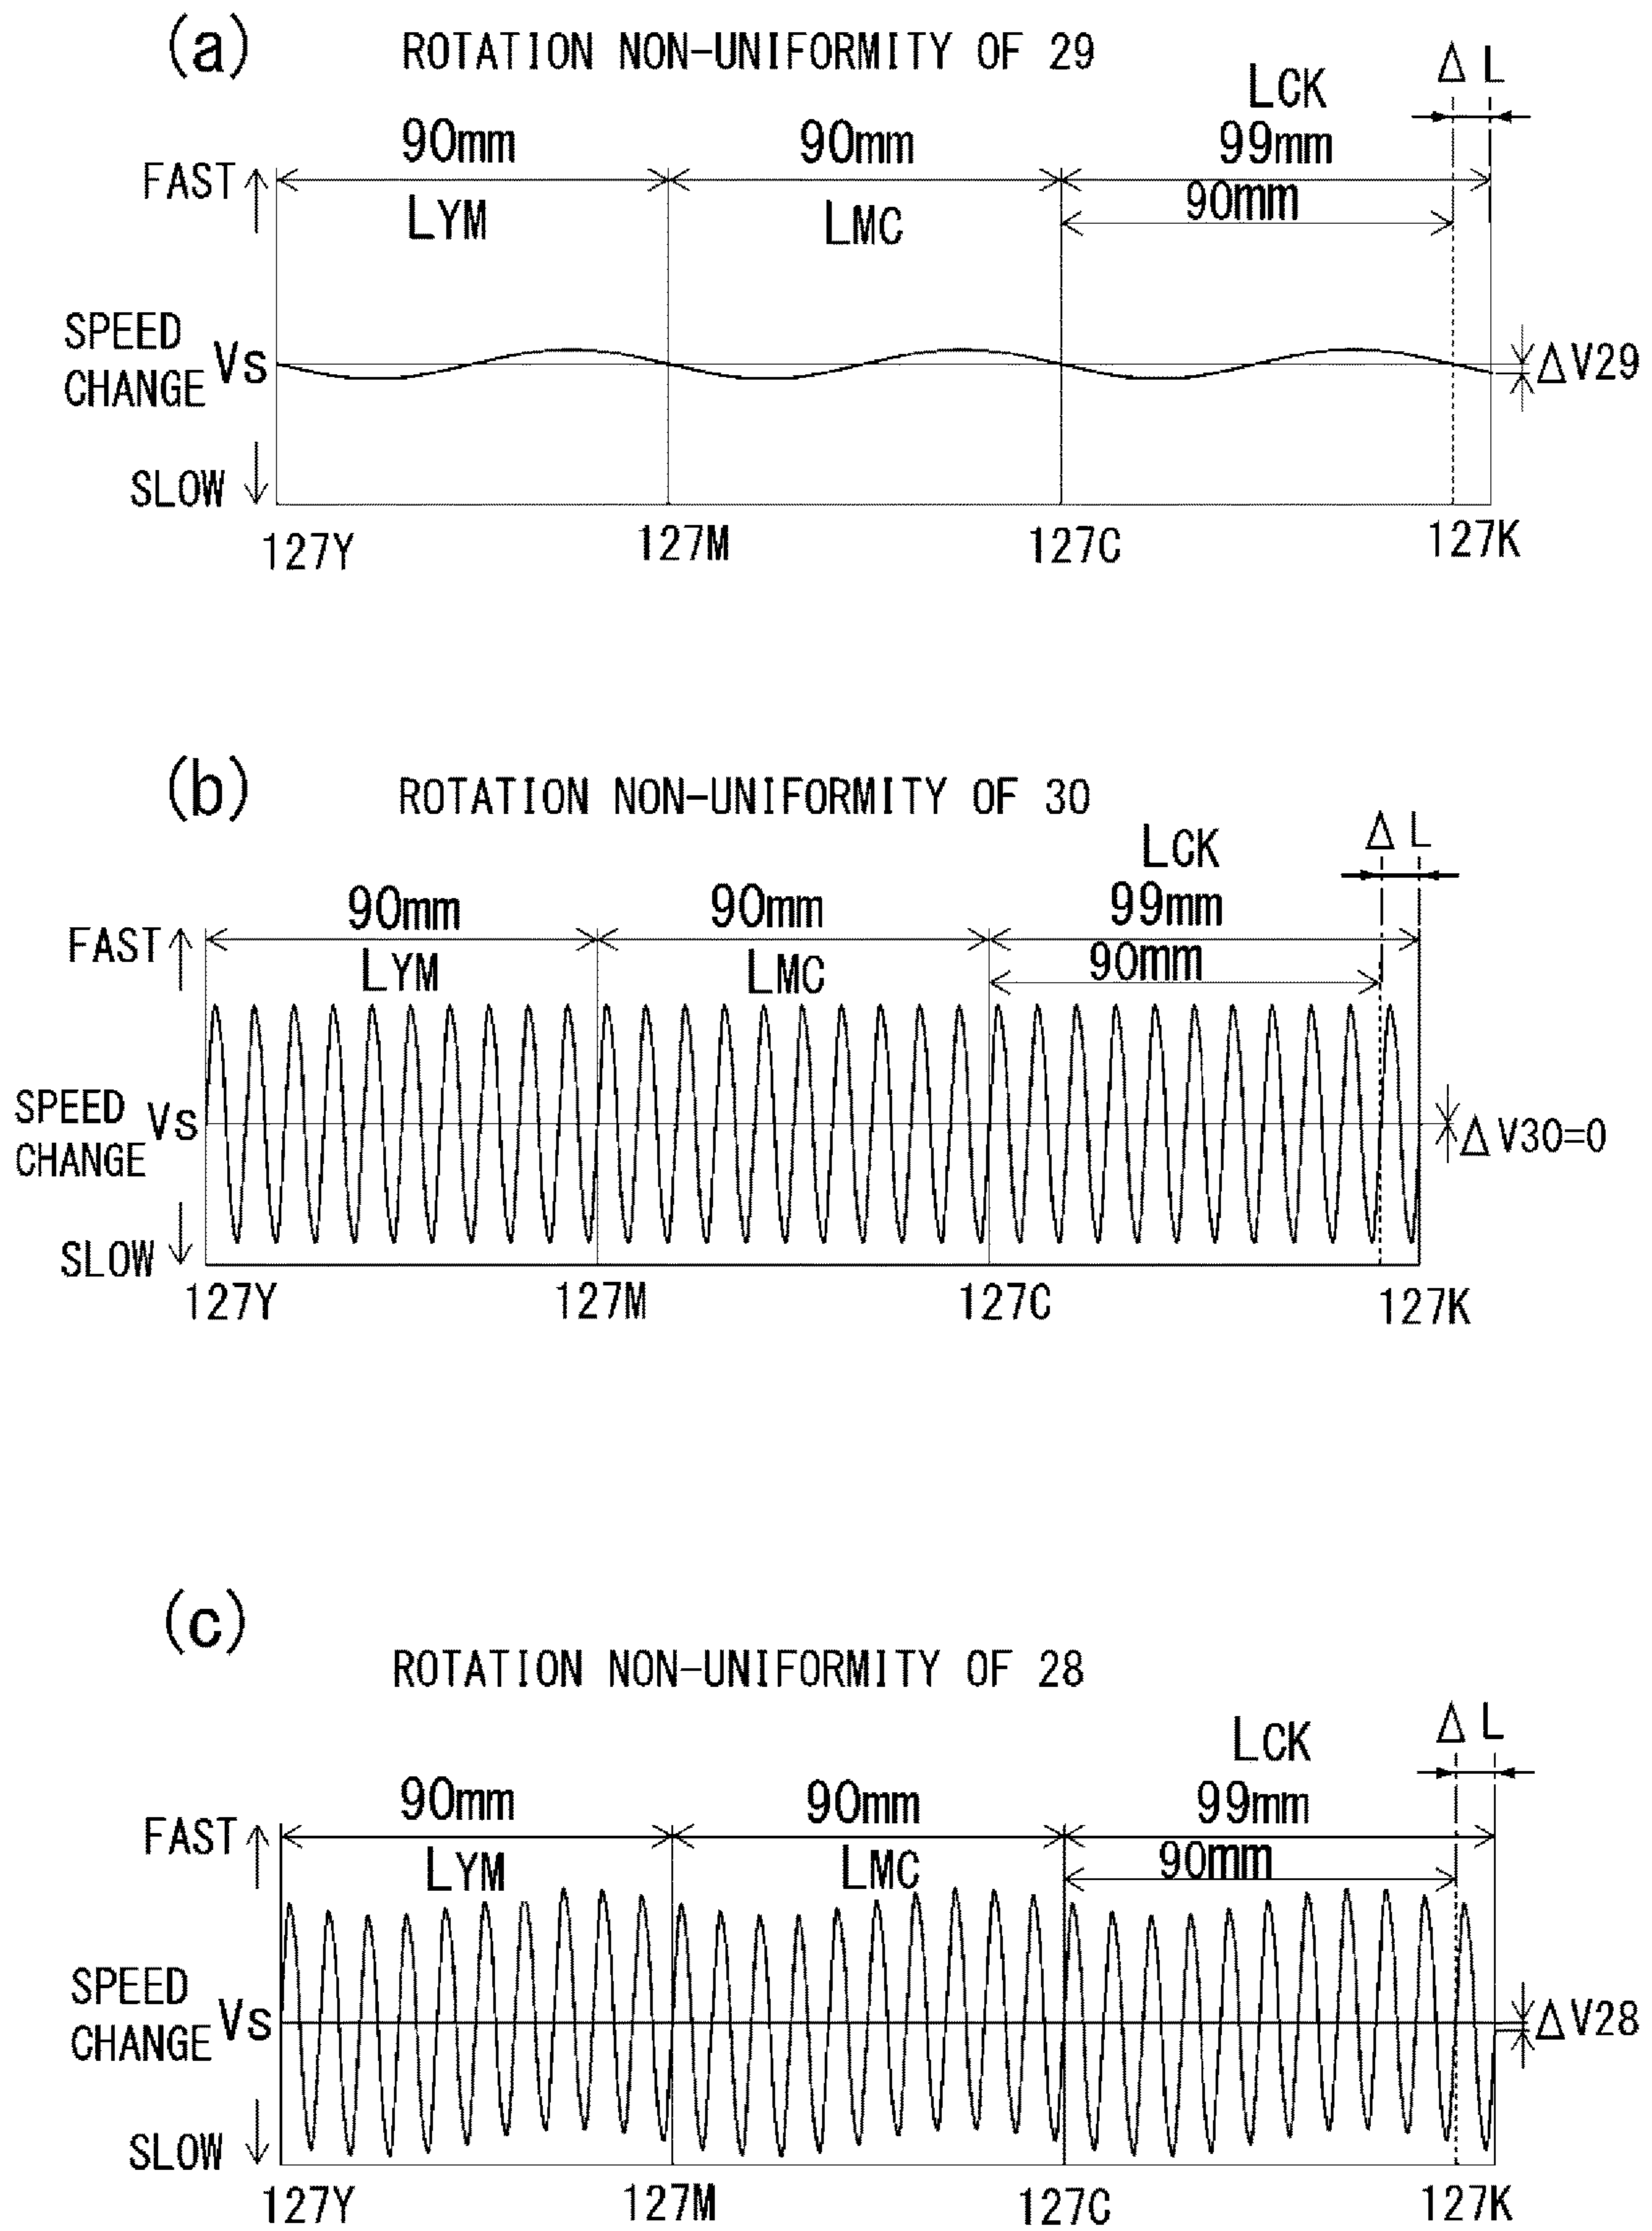 (a)
ROTATION NON-UNIFORMITY OF 29
Δ L
LCK
90mm
90mm
99mm
FAST
LYM
LMC
90mm
SPEED
CHANGE
Vs
ΔV29
SLOW
127Y
127M
127C
127K
(b)
ROTATION NON-UNIFORMITY OF 30
Δ L
LCK
90mm
90mm
99mm
FAST
LYM
LMC
90mm
SPEED
CHANGE
Vs
ΔV30=0
SLOW
127Y
127M
127C
127K
(c)
ROTATION NON-UNIFORMITY OF 28
Δ L
LCK
90mm
90mm
99mm
FAST
LYM
LMC
90mm
SPEED
CHANGE
Vs
ΔV28
SLOW
127Y
127M
127C
127K